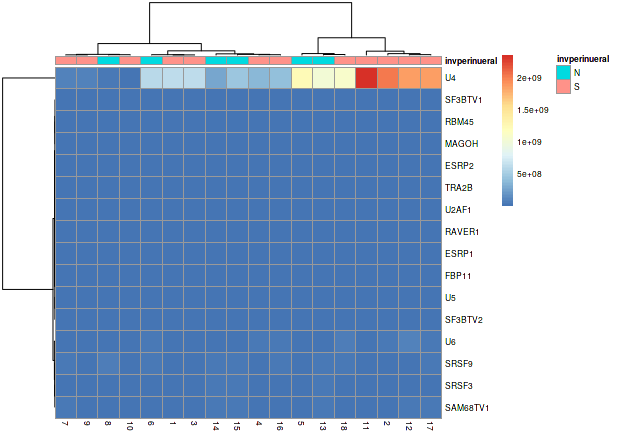 invperinueral
U4
SF3BTV1
RBM45
MAGOH
ESRP2
TRA2B
U2AF1
RAVER1
ESRP1
FBP11
U5
SF3BTV2
U6
SRSF9
SRSF3
SAM68TV1
7 9 8 10 6 1 3 14 15 4 16 5 13 18 11 2 12 17
2e+09
1.5e+09
1e+09
5e+08
invperinueral
N
S